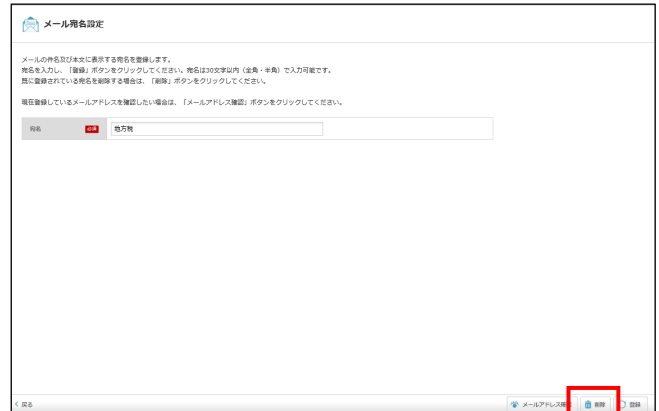 メール宛名設定
メールの件名及び本文に表示する宛名を登録します。
宛名を入力し、「登録」ボタンをクリックしてください。宛名は30文字以内（全角・半角）で入力可能です。
既に登録されている宛名を削除する場合は、「削除」ボタンをクリックしてください。
現在登録しているメールアドレスを確認したい場合は、「メールアドレス確認」ボタンをクリックしてください。
宛名 必須 地方税
< 戻る メールアドレス確 削除 登録